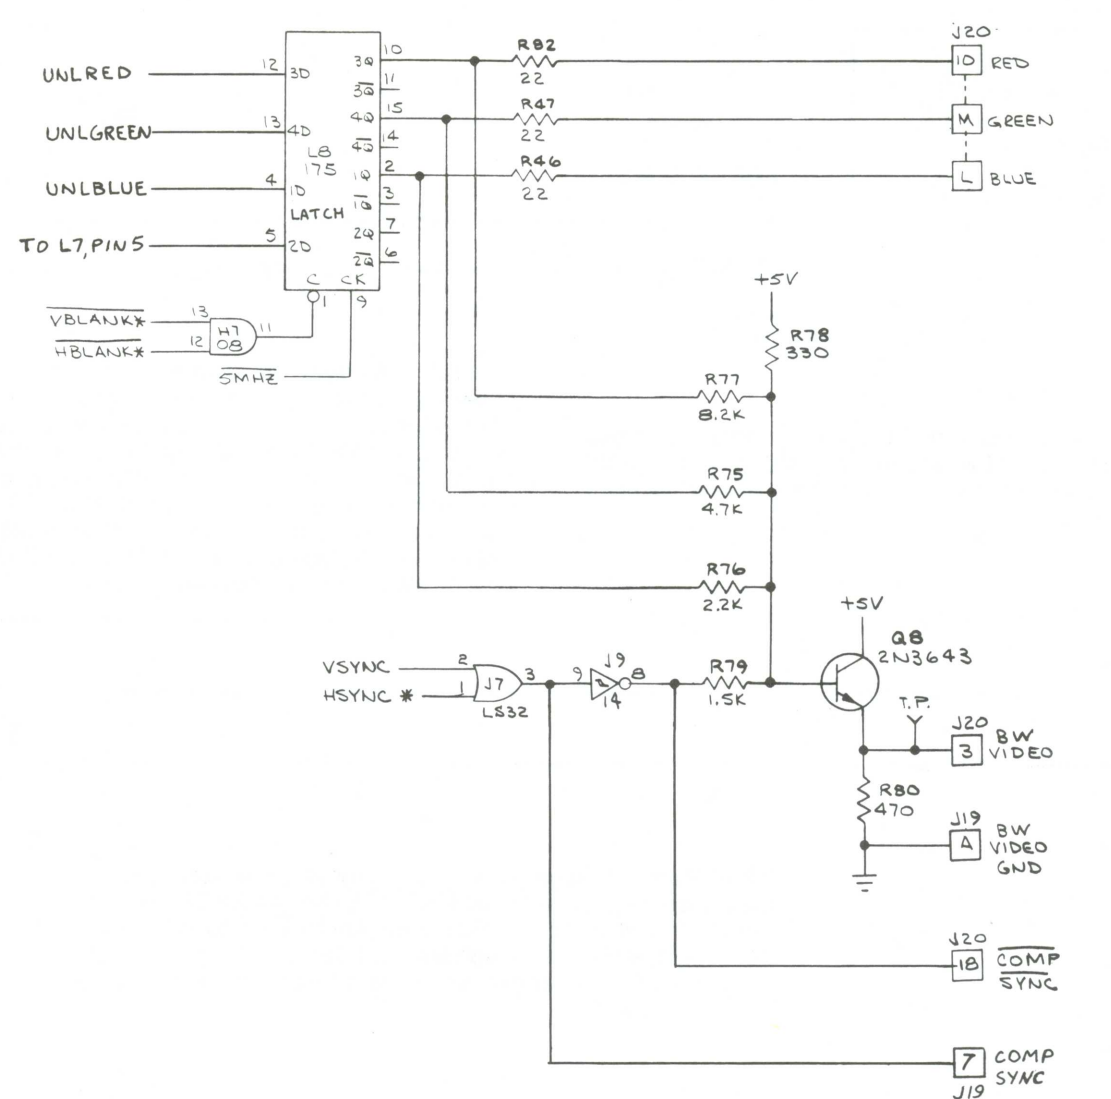 J20
R82
22
10 RED
R47
22
M GREEN
R46
22
L BLUE
UNLRED 12 3D
UNLGREEN 13 4D
UNLBLUE 4 1D
TO L7, PIN 5 5 2D
3Q 10
3Q 11
4Q 15
4Q 14
1Q 2
1Q 3
2Q 7
2Q 6
L8
175
LATCH
C CK
1 9
VBLANK* 13
HBLANK* 12
H7
08
11
5MHZ
+5V
R78
330
R77
8.2K
R75
4.7K
R76
2.2K
+5V
Q8
2N3643
VSYNC 2
HSYNC * 1
J7
LS32
3
9
J9
14
8
R79
1.5K
T.P.
J20
3
BW
VIDEO
R80
470
J19
A
BW
VIDEO
GND
J20
18
COMP
SYNC
7
COMP
SYNC
J19